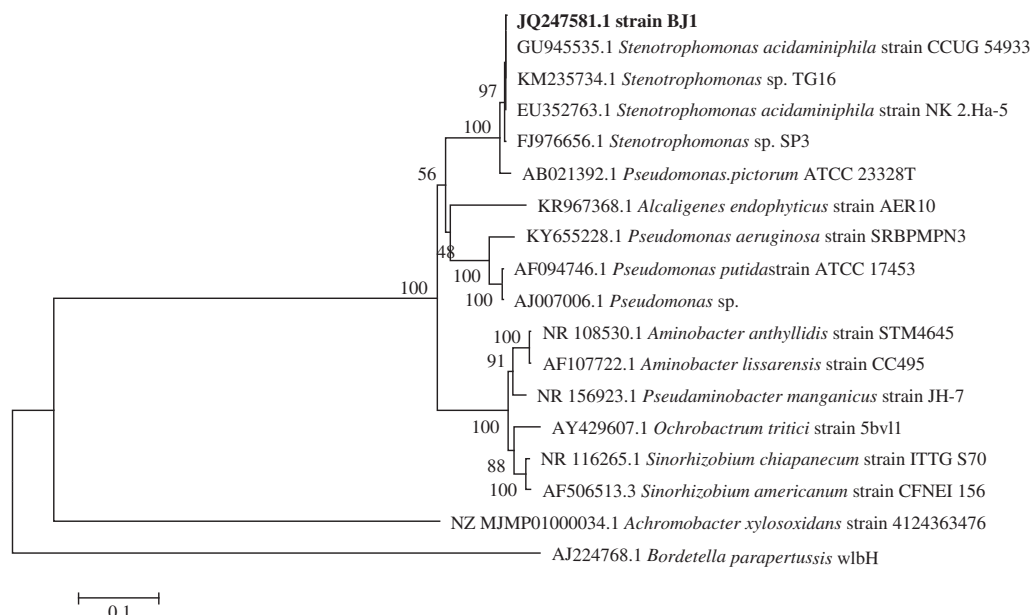 JQ247581.1 strain BJ1
GU945535.1 Stenotrophomonas acidaminiphila strain CCUG 54933
KM235734.1 Stenotrophomonas sp. TG16
97
EU352763.1 Stenotrophomonas acidaminiphila strain NK 2.Ha-5
100
FJ976656.1 Stenotrophomonas sp. SP3
56
AB021392.1 Pseudomonas.pictorum ATCC 23328T
KR967368.1 Alcaligenes endophyticus strain AER10
KY655228.1 Pseudomonas aeruginosa strain SRBPMPN3
48
AF094746.1 Pseudomonas putidastrain ATCC 17453
100
100
AJ007006.1 Pseudomonas sp.
100
NR 108530.1 Aminobacter anthyllidis strain STM4645
100
AF107722.1 Aminobacter lissarensis strain CC495
91
NR 156923.1 Pseudaminobacter manganicus strain JH-7
100
AY429607.1 Ochrobactrum tritici strain 5bvl1
NR 116265.1 Sinorhizobium chiapanecum strain ITTG S70
88
100
AF506513.3 Sinorhizobium americanum strain CFNEI 156
NZ MJMP01000034.1 Achromobacter xylosoxidans strain 4124363476
AJ224768.1 Bordetella parapertussis wlbH
0.1